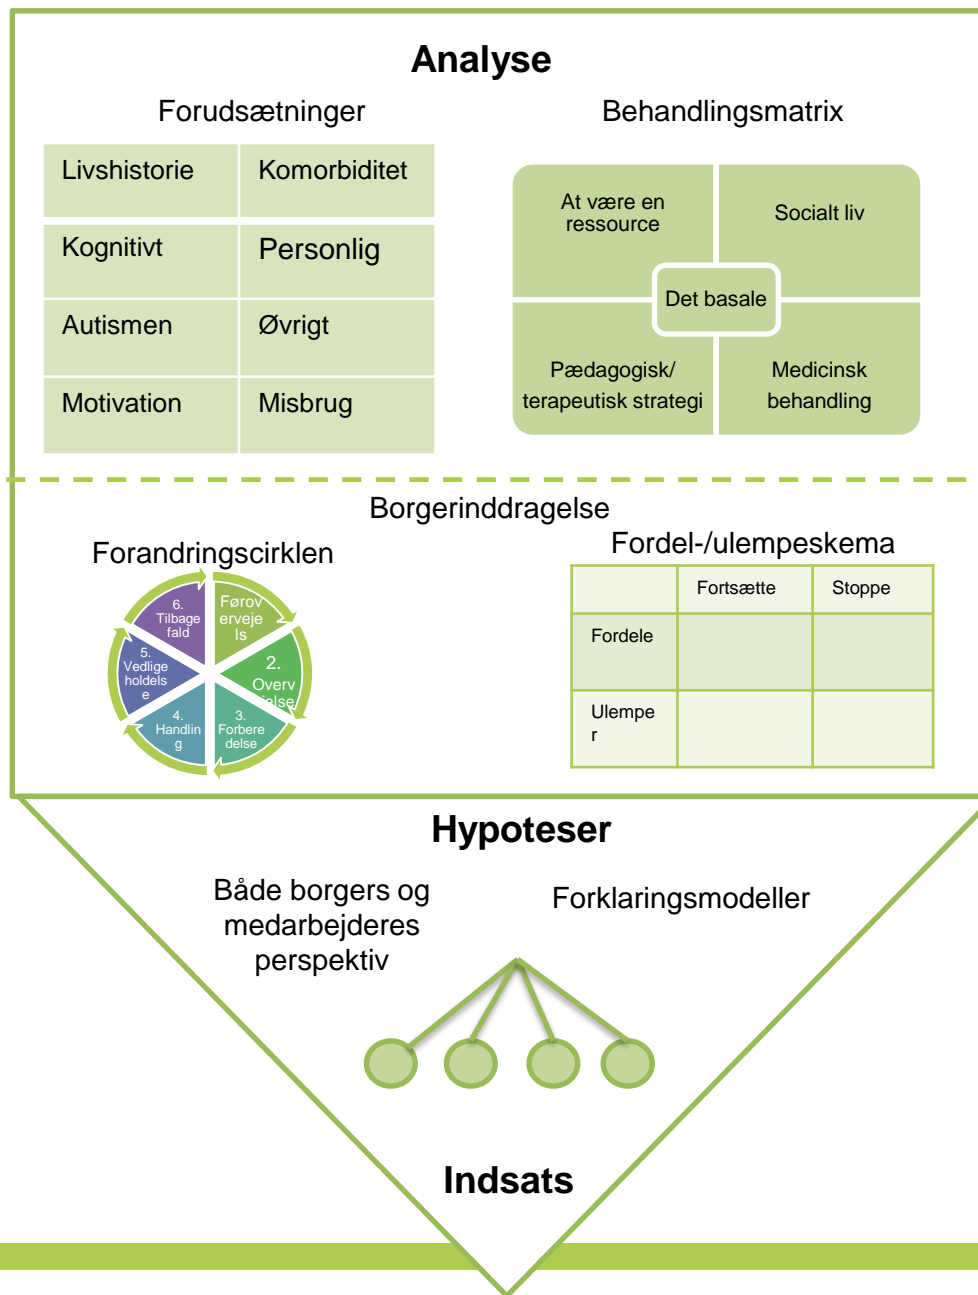 Analyse
Forudsætninger
Livshistorie
Komorbiditet
Kognitivt
Personlig
Autismen
Øvrigt
Motivation
Misbrug
Behandlingsmatrix
At være en
ressource
Socialt liv
Det basale
Pædagogisk/
terapeutisk strategi
Medicinsk
behandling
Borgerinddragelse
Forandringscirklen
Førov
ervejel
s
2.
Overv
jelse
3.
Forbere
delse
4.
Handlin
g
5.
Vedlige
holdels
e
6.
Tilbage
fald
Fordel-/ulempeskema
Fortsætte
Stoppe
Fordele
Ulempe
r
Hypoteser
Både borgers og
medarbejderes
perspektiv
Forklaringsmodeller
Indsats